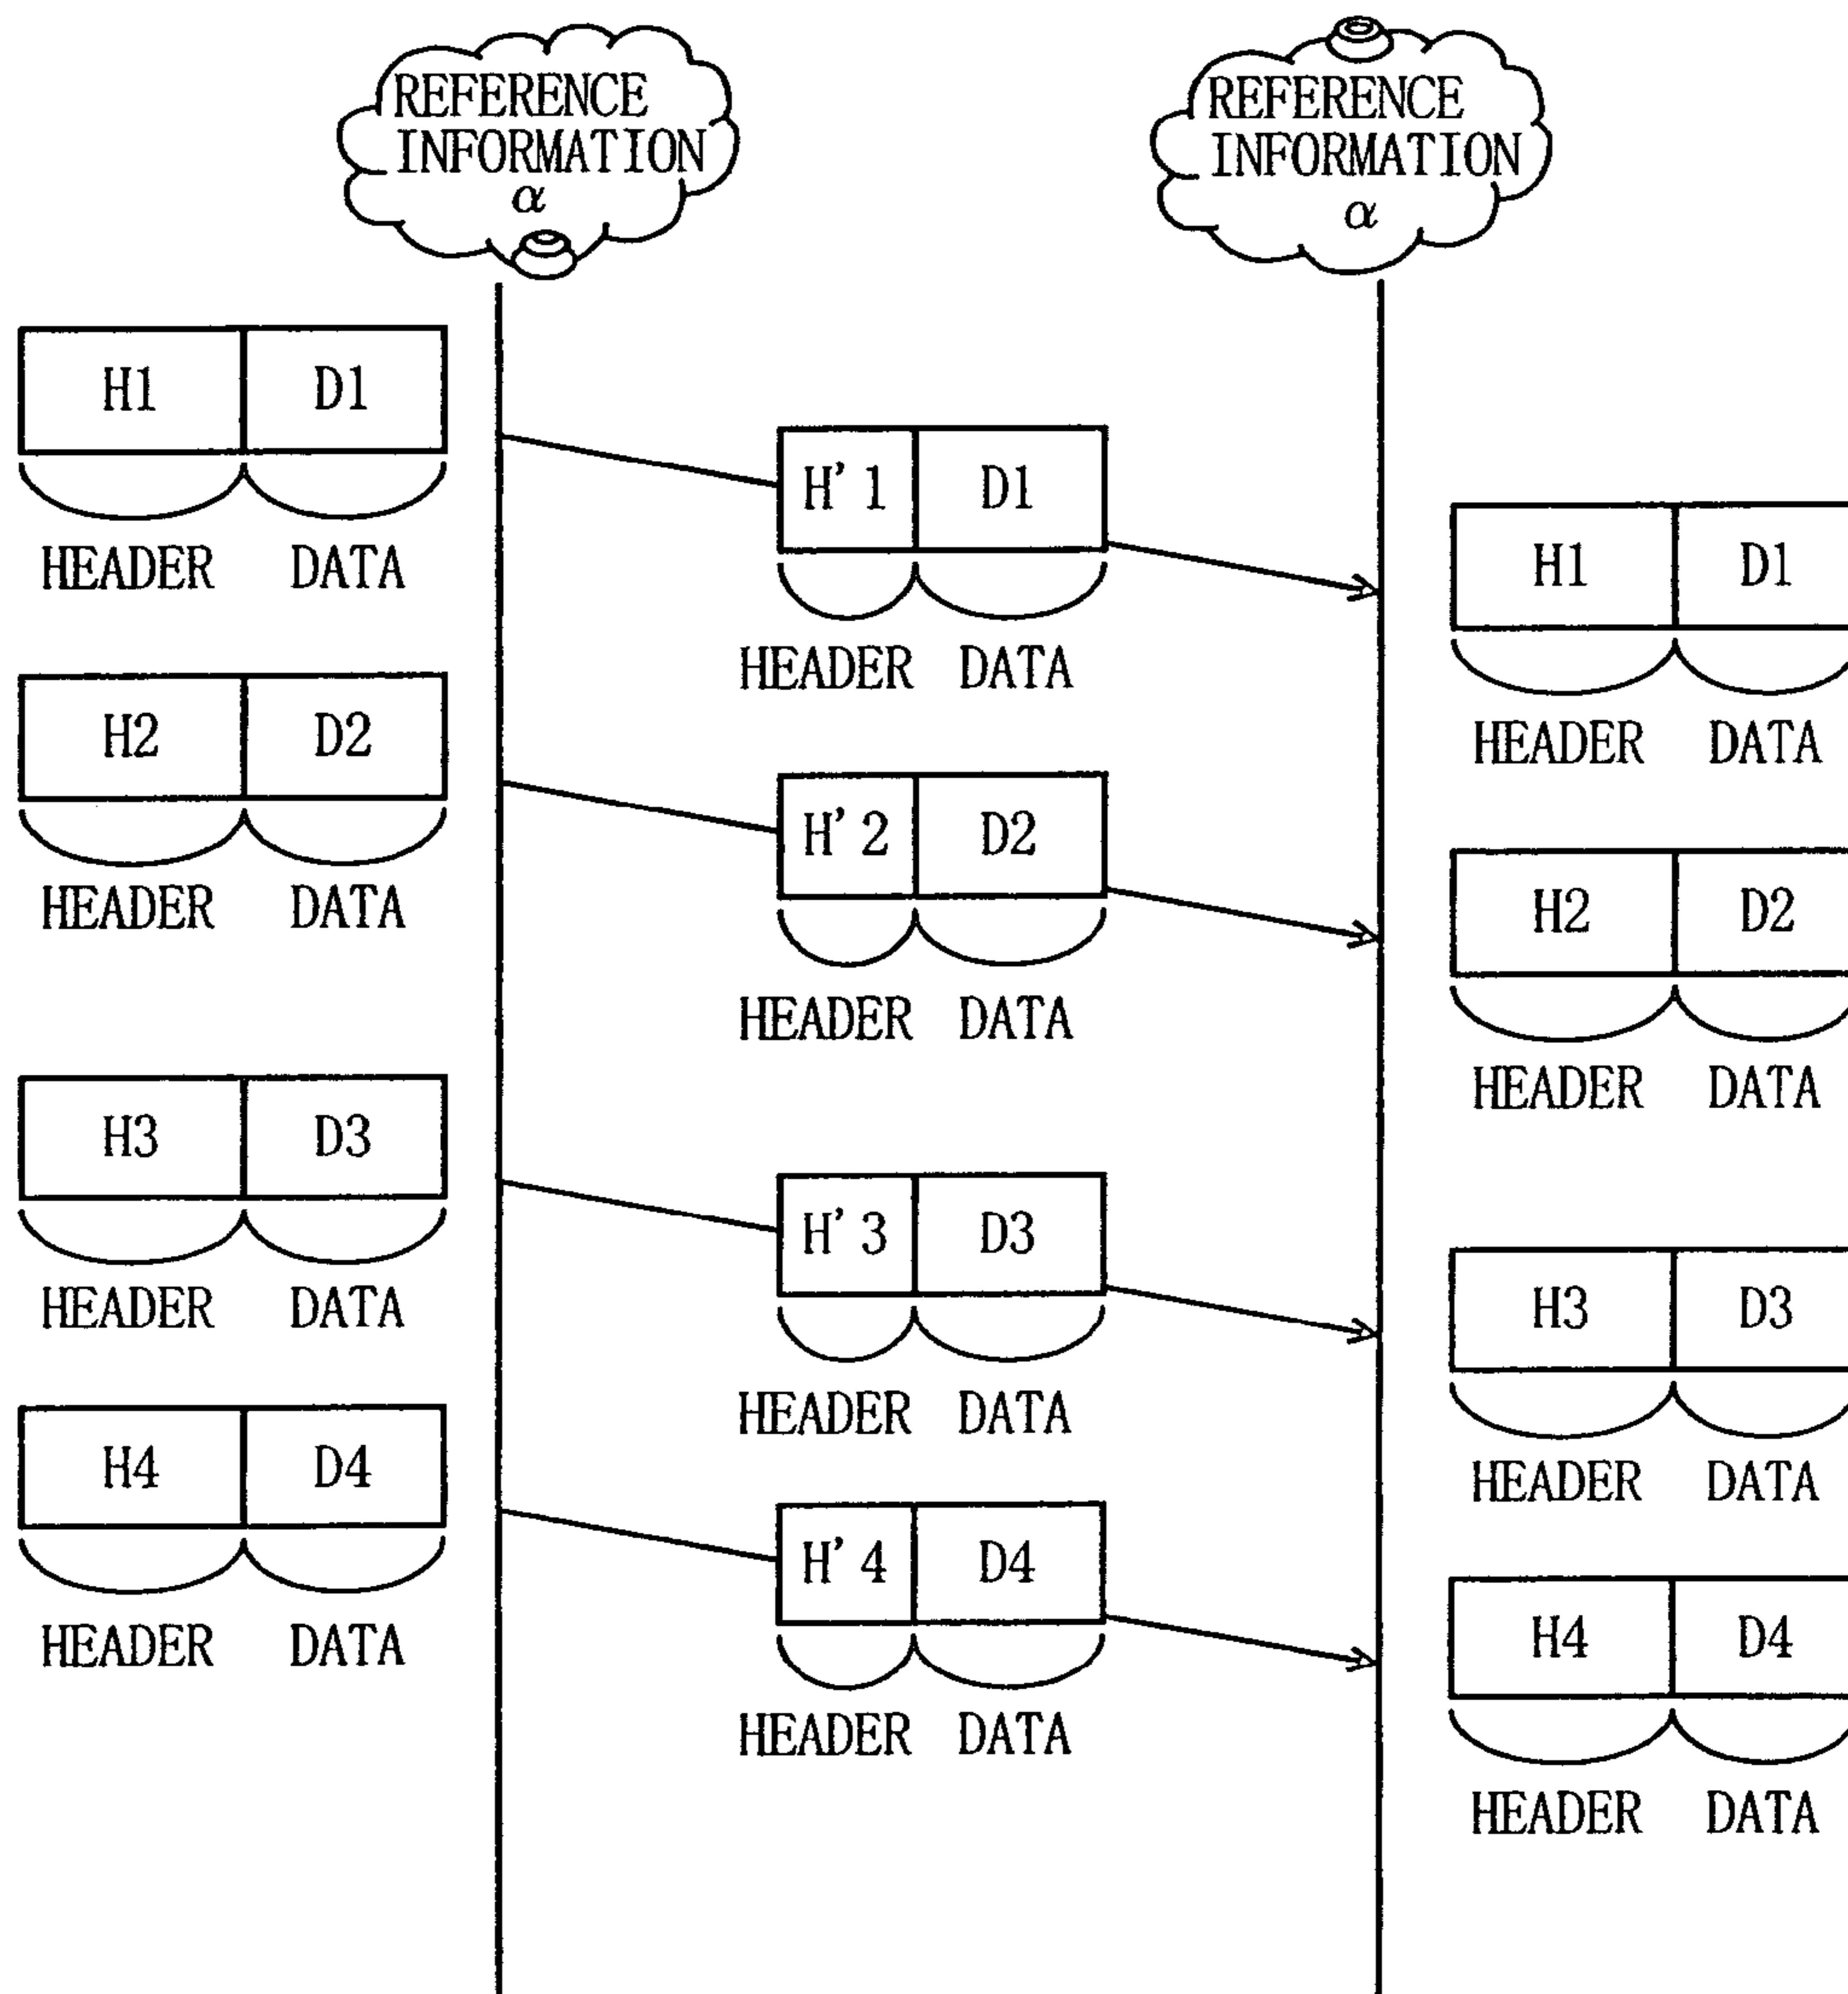 REFERENCE
INFORMATION
α
REFERENCE
INFORMATION
α
H1 D1
HEADER DATA
H'1 D1
HEADER DATA
H1 D1
HEADER DATA
H2 D2
HEADER DATA
H'2 D2
HEADER DATA
H2 D2
HEADER DATA
H3 D3
HEADER DATA
H'3 D3
HEADER DATA
H3 D3
HEADER DATA
H4 D4
HEADER DATA
H'4 D4
HEADER DATA
H4 D4
HEADER DATA